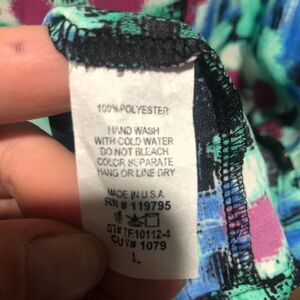 100% POLYESTER
HAND WASH
WITH COLD WATER
DO NOT BLEACH
COLOR SEPARATE
HANG OR LINE DRY
MADE IN U.S.A
RN# 119795
ST# TF10112-4
CUT# 1079
L